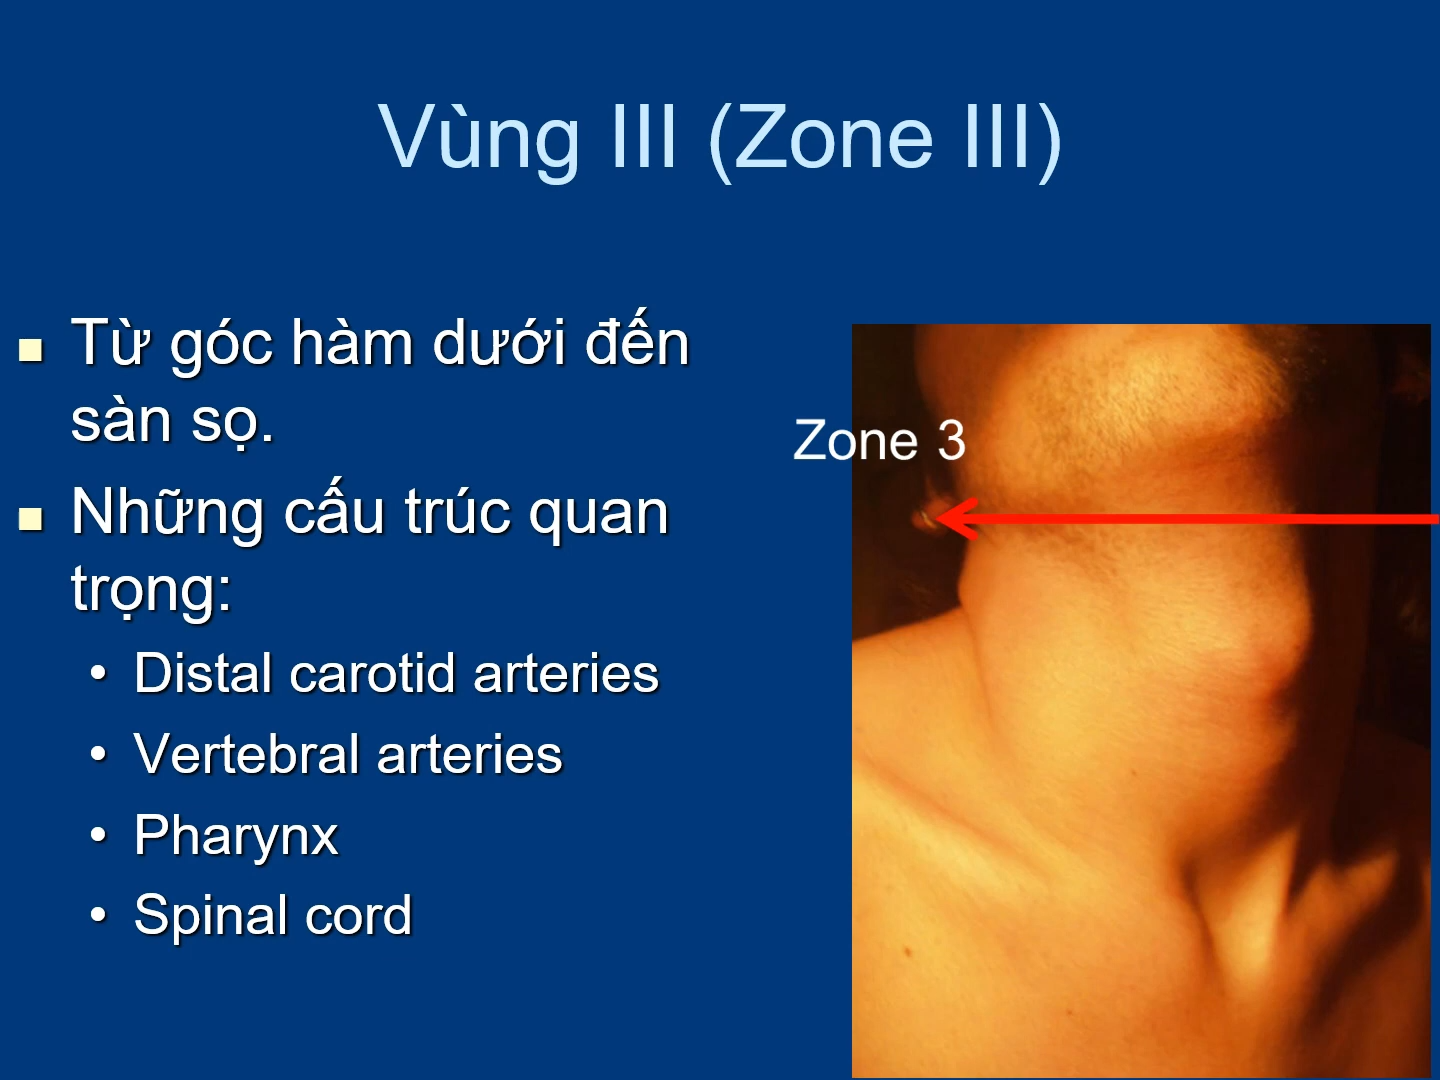 Vùng III (Zone III)
Từ góc hàm dưới đến
sàn sọ.
Những cấu trúc quan
trọng:
• Distal carotid arteries
• Vertebral arteries
• Pharynx
• Spinal cord
Zone 3